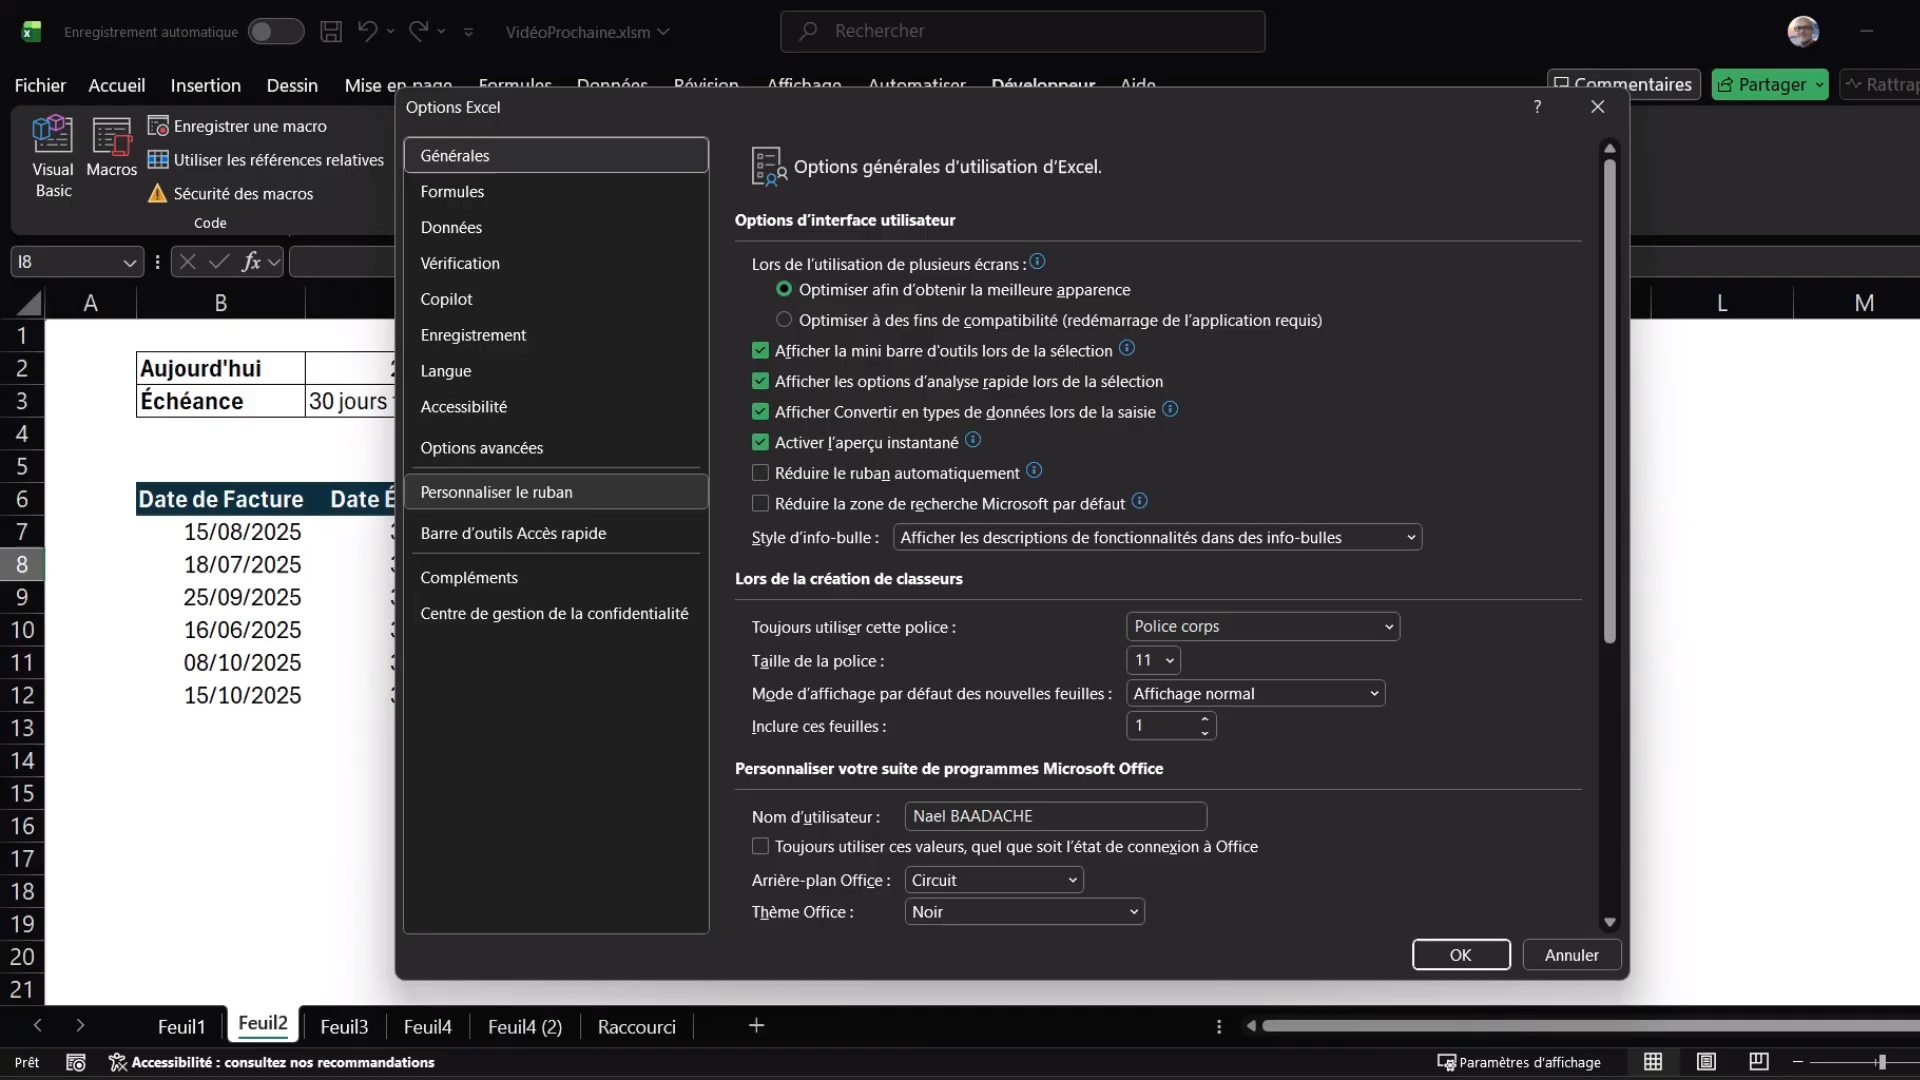 Enregistrement automatique
VidéoProchaine.xlsm
Rechercher
Fichier Accueil Insertion Dessin Mise en page Formules Données Révision Affichage Automatiser Développeur Aide
Commentaires
Partager
Visual Basic
Macros
Enregistrer une macro
Utiliser les références relatives
Sécurité des macros
Code
I8
fx
A B L M
1
2
3
4
5
6
7
8
9
10
11
12
13
14
15
16
17
18
19
20
21
Aujourd'hui
Échéance 30 jours
Date de Facture Date
15/08/2025
18/07/2025
25/09/2025
16/06/2025
08/10/2025
15/10/2025
Options Excel
?
Générales
Formules
Données
Vérification
Copilot
Enregistrement
Langue
Accessibilité
Options avancées
Personnaliser le ruban
Barre d’outils Accès rapide
Compléments
Centre de gestion de la confidentialité
Options générales d’utilisation d’Excel.
Options d’interface utilisateur
Lors de l’utilisation de plusieurs écrans :
Optimiser afin d’obtenir la meilleure apparence
Optimiser à des fins de compatibilité (redémarrage de l’application requis)
Afficher la mini barre d’outils lors de la sélection
Afficher les options d’analyse rapide lors de la sélection
Afficher Convertir en types de données lors de la saisie
Activer l’aperçu instantané
Réduire le ruban automatiquement
Réduire la zone de recherche Microsoft par défaut
Style d’info-bulle : Afficher les descriptions de fonctionnalités dans des info-bulles
Lors de la création de classeurs
Toujours utiliser cette police : Police corps
Taille de la police : 11
Mode d’affichage par défaut des nouvelles feuilles : Affichage normal
Inclure ces feuilles : 1
Personnaliser votre suite de programmes Microsoft Office
Nom d’utilisateur : Nael BAADACHE
Toujours utiliser ces valeurs, quel que soit l’état de connexion à Office
Arrière-plan Office : Circuit
Thème Office : Noir
OK Annuler
Feuil1 Feuil2 Feuil3 Feuil4 Feuil4 (2) Raccourci
Prêt
Accessibilité : consultez nos recommandations
Paramètres d’affichage